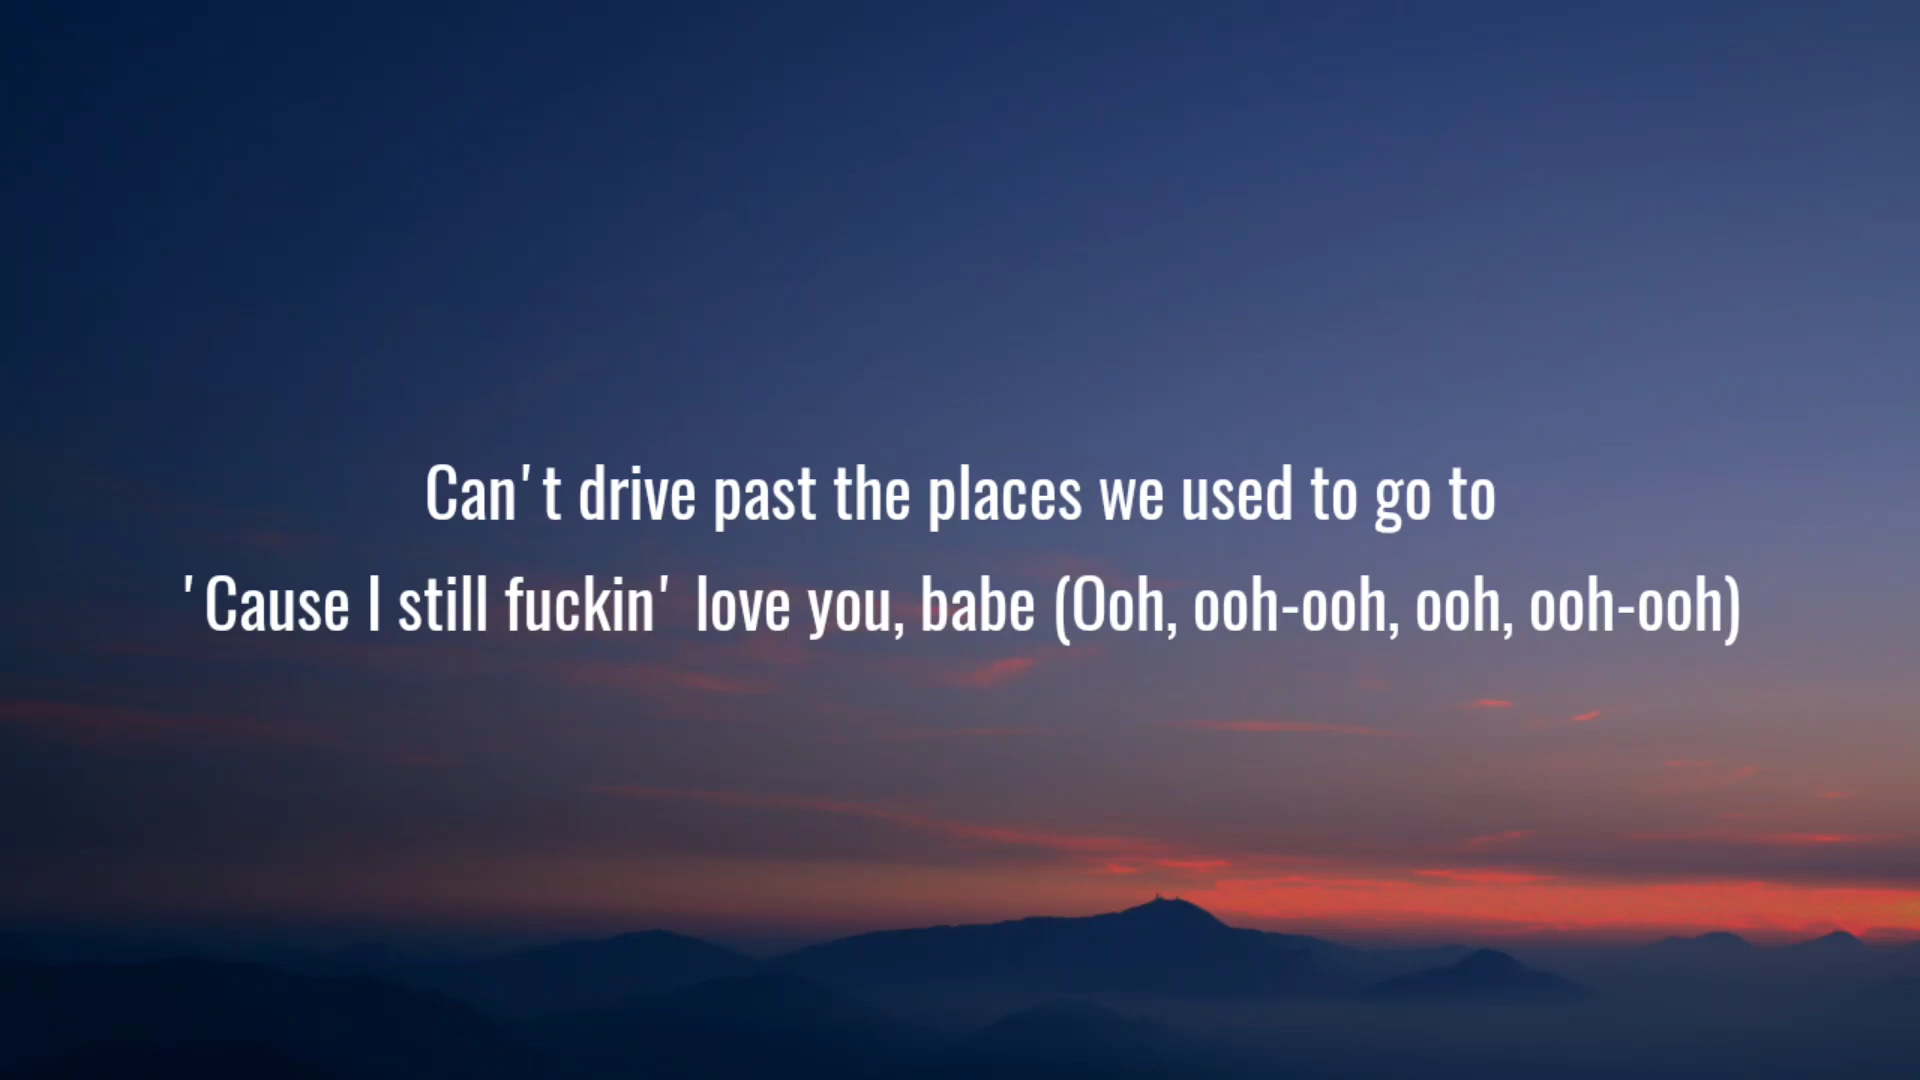 Can't drive past the places we used to go to
'Cause I still fuckin' love you, babe (Ooh, ooh-ooh, ooh, ooh-ooh)